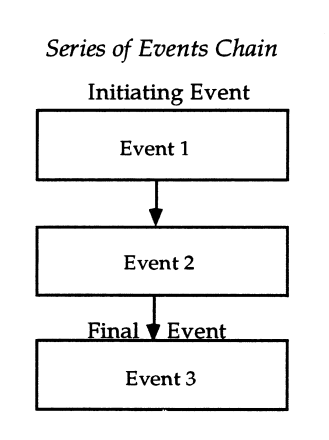 Series of Events Chain
Initiating Event
Event 1
Event 2
Final Event
Event 3